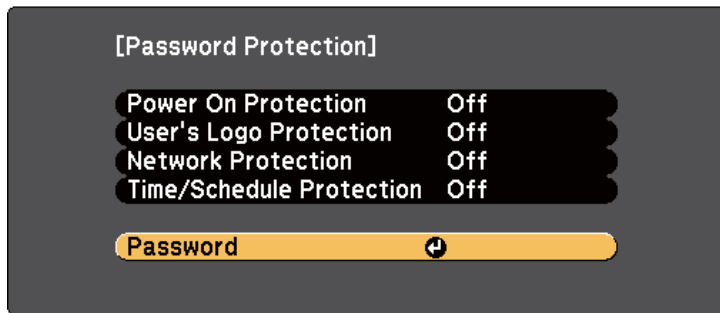 [Password Protection]
Power On Protection Off
User's Logo Protection Off
Network Protection Off
Time/Schedule Protection Off
Password